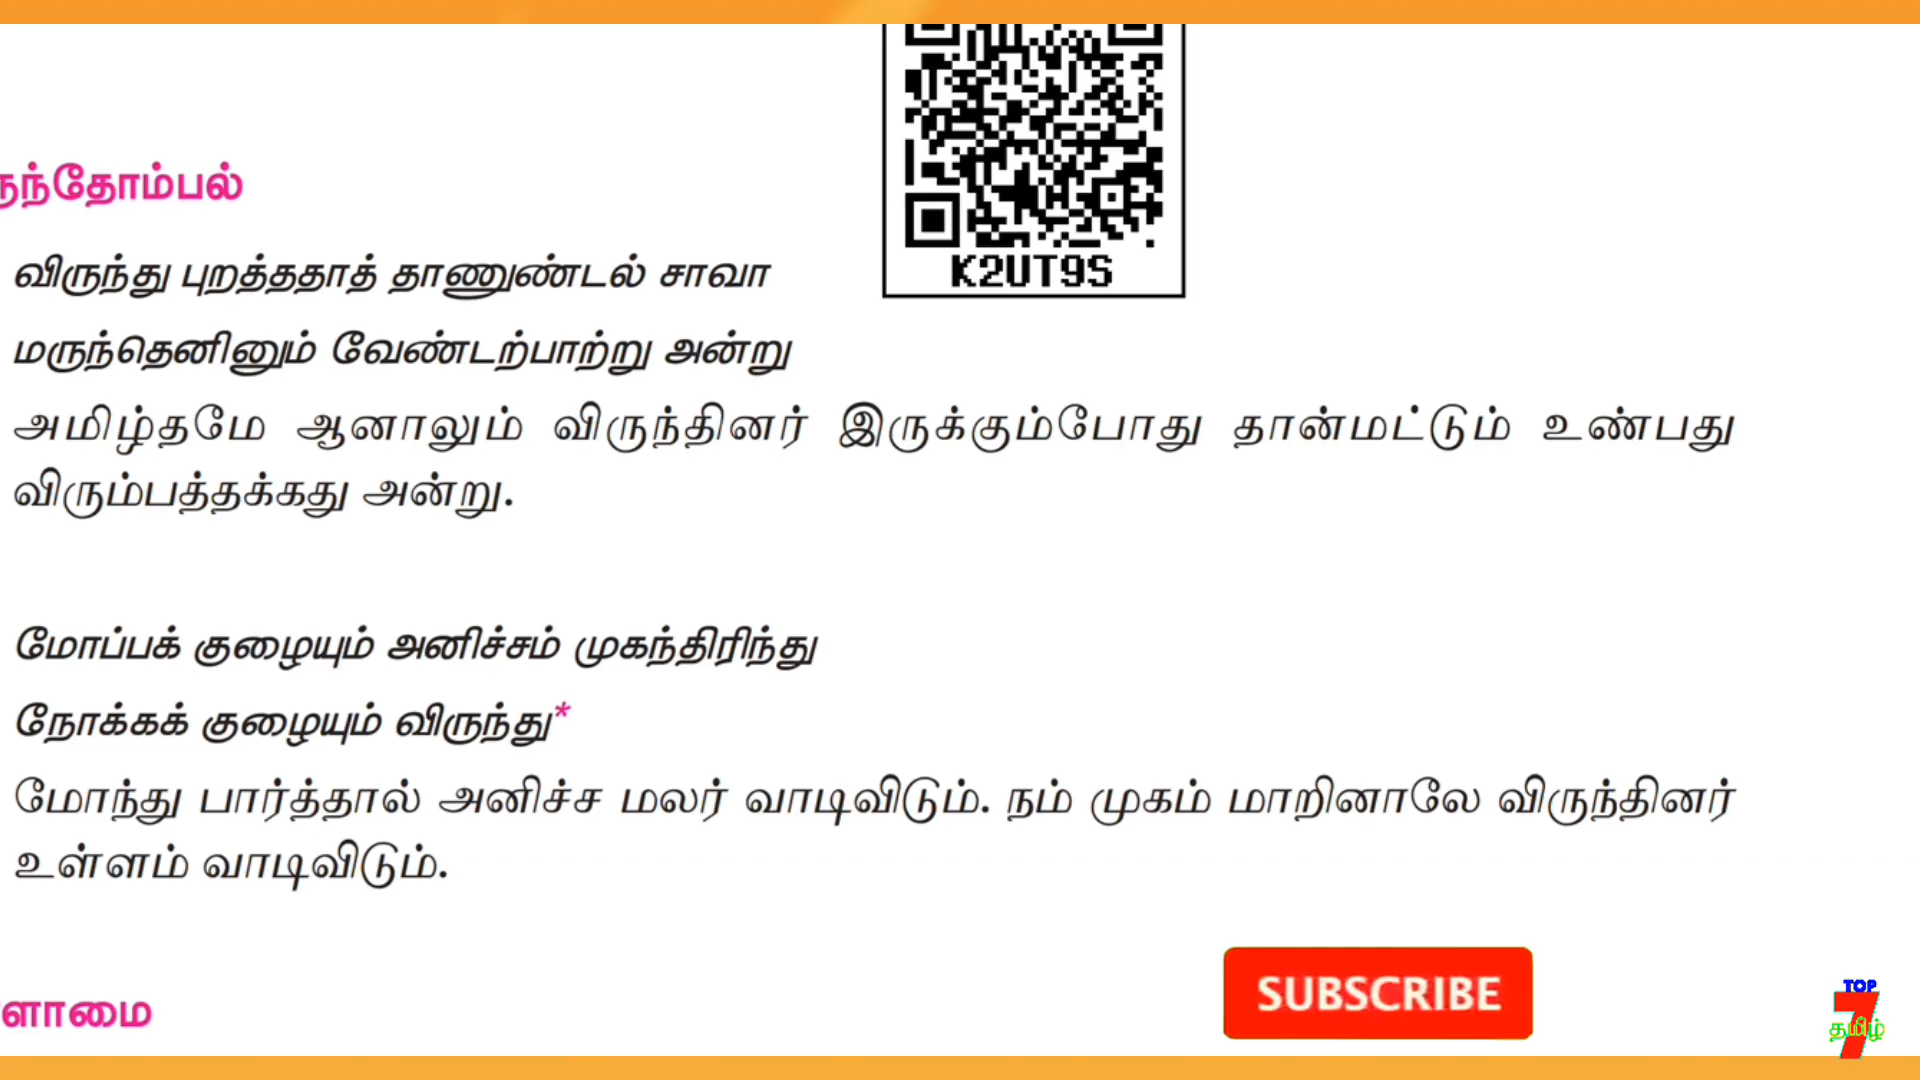 K2UT9S
ருந்தோம்பல்
விருந்து புறத்ததாத் தாணுண்டல் சாவா
மருந்தெனினும் வேண்டற்பாற்று அன்று
அமிழ்தமே ஆனாலும் விருந்தினர் இருக்கும்போது தான்மட்டும் உண்பது
விரும்பத்தக்கது அன்று.
மோப்பக் குழையும் அனிச்சம் முகந்திரிந்து
நோக்கக் குழையும் விருந்து*
மோந்து பார்த்தால் அனிச்ச மலர் வாடிவிடும். நம் முகம் மாறினாலே விருந்தினர்
உள்ளம் வாடிவிடும்.
ளாமை
SUBSCRIBE
TOP
7
தமிழ்